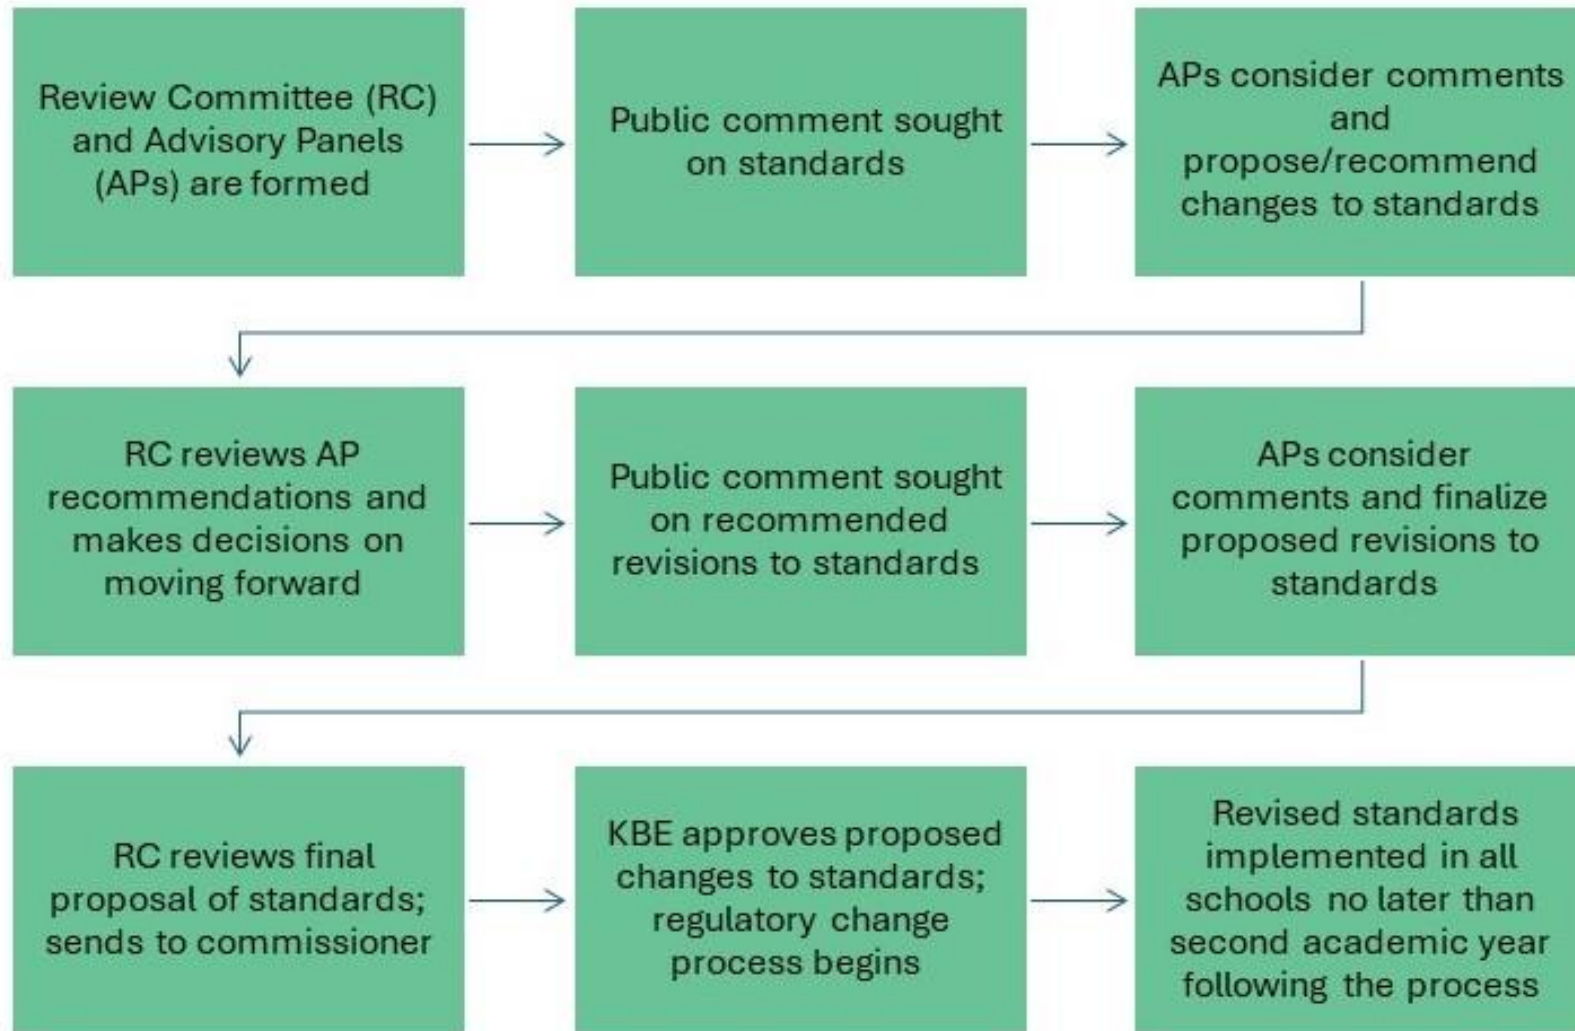 Review Committee (RC)
and Advisory Panels
(APs) are formed
Public comment sought
on standards
APs consider comments
and
propose/recommend
changes to standards
RC reviews AP
recommendations and
makes decisions on
moving forward
Public comment sought
on recommended
revisions to standards
APs consider
comments and finalize
proposed revisions to
standards
RC reviews final
proposal of standards;
sends to commissioner
KBE approves proposed
changes to standards;
regulatory change
process begins
Revised standards
implemented in all
schools no later than
second academic year
following the process